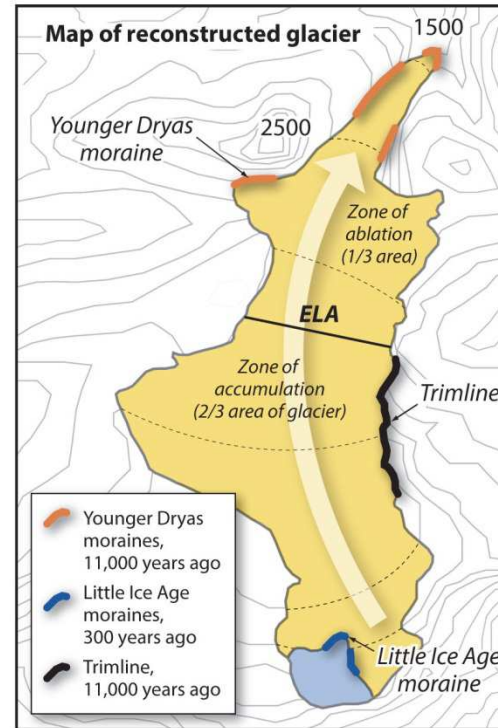 Map of reconstructed glacier
1500
Younger Dryas
moraine
2500
Zone of
ablation
(1/3 area)
ELA
Zone of
accumulation
(2/3 area of glacier)
Trimline
Younger Dryas
moraines,
11,000 years ago
Little Ice Age
moraines,
300 years ago
Trimline,
11,000 years ago
Little Ice Age
moraine